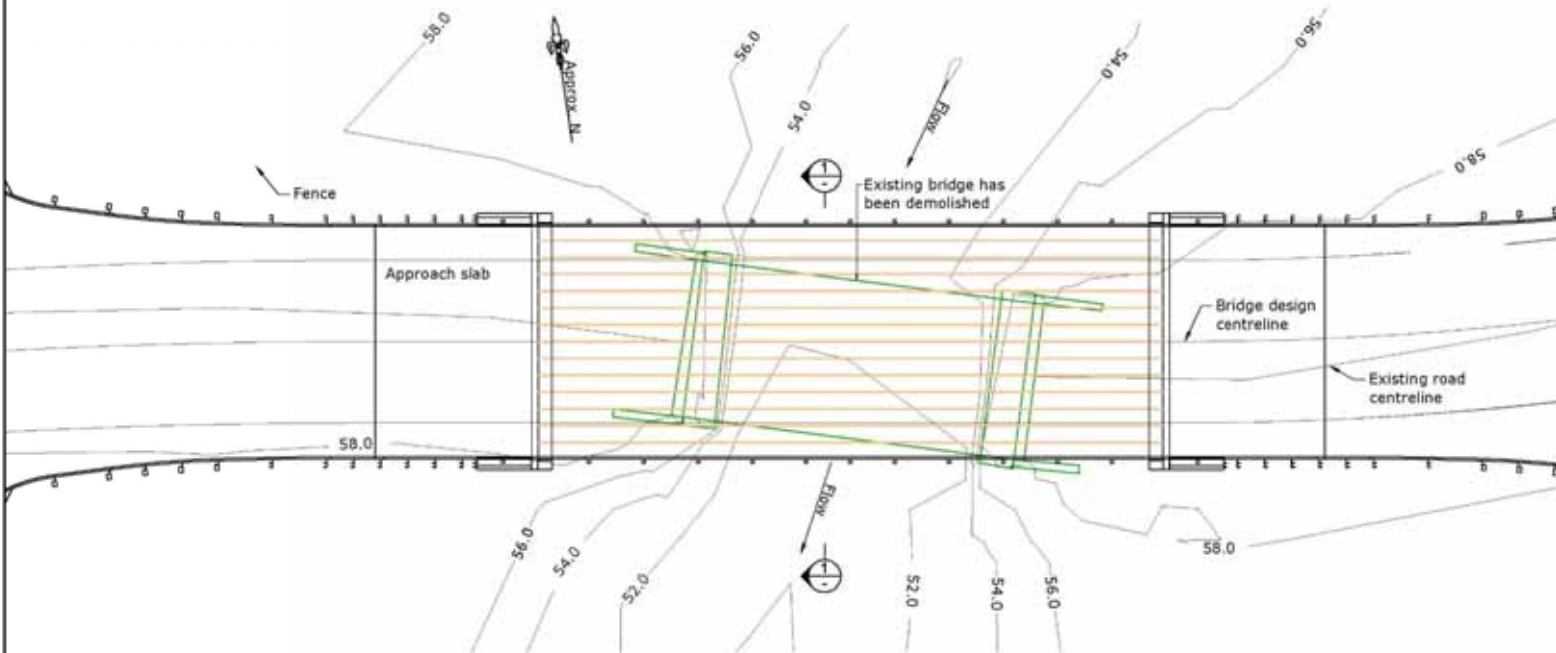 58.0
56.0
54.0
54.0
56.0
58.0
Approx. N
Flow
1
-
Existing bridge has
been demolished
Fence
Approach slab
Bridge design
centreline
Existing road
centreline
58.0
Flow
56.0
54.0
52.0
1
-
52.0
54.0
56.0
58.0